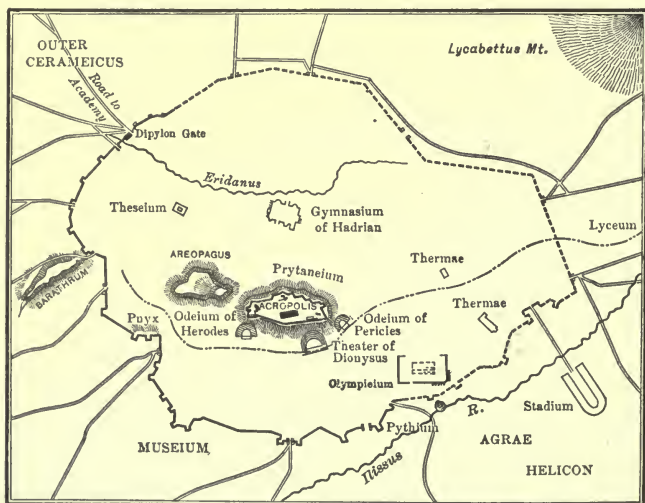 OUTER
CERAMEICUS
Road to
Academy
Lycabettus Mt.
Dipylon Gate
Eridanus
Theseium
Gymnasium
of Hadrian
Lyceum
AREOPAGUS
Prytaneium
Thermae
BARATHRUM
ACROPOLIS
Pnyx
Odeium of
Herodes
Odeium of
Pericles
Thermae
Theater of
Dionysus
Olympieium
Stadium
Pythium
R.
AGRAE
MUSEIUM
Ilissus
HELICON